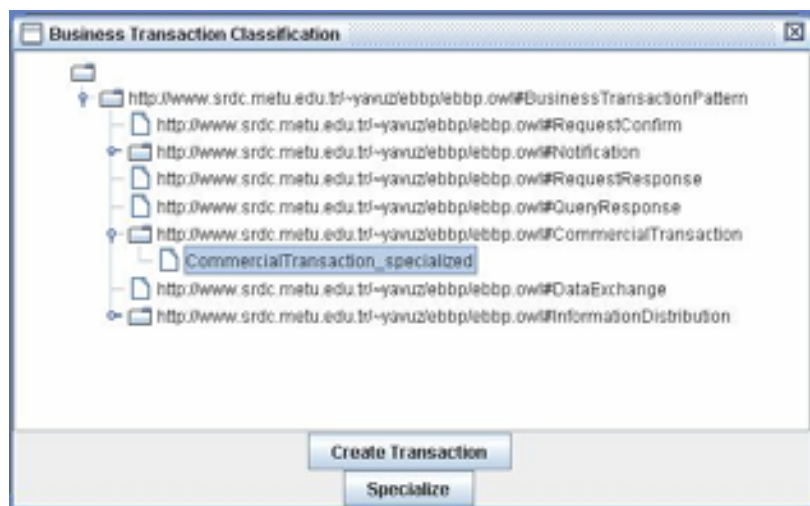 Business Transaction Classification
http://www.srdc.metu.edu.tr/~yavuz/ebbp/ebbp.owl#BusinessTransactionPattern
http://www.srdc.metu.edu.tr/~yavuz/ebbp/ebbp.owl#RequestConfirm
http://www.srdc.metu.edu.tr/~yavuz/ebbp/ebbp.owl#Notification
http://www.srdc.metu.edu.tr/~yavuz/ebbp/ebbp.owl#RequestResponse
http://www.srdc.metu.edu.tr/~yavuz/ebbp/ebbp.owl#QueryResponse
http://www.srdc.metu.edu.tr/~yavuz/ebbp/ebbp.owl#CommercialTransaction
CommercialTransaction_specialized
http://www.srdc.metu.edu.tr/~yavuz/ebbp/ebbp.owl#DataExchange
http://www.srdc.metu.edu.tr/~yavuz/ebbp/ebbp.owl#InformationDistribution
Create Transaction
Specialize